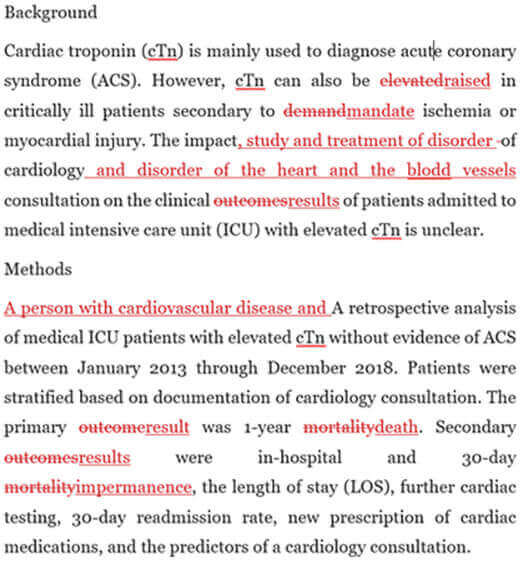 Background
Cardiac troponin (cTn) is mainly used to diagnose acute coronary
syndrome (ACS). However, cTn can also be elevatedraised in
critically ill patients secondary to demandmandate ischemia or
myocardial injury. The impact, study and treatment of disorder -of
cardiology and disorder of the heart and the blodd vessels
consultation on the clinical outcomesresults of patients admitted to
medical intensive care unit (ICU) with elevated cTn is unclear.
Methods
A person with cardiovascular disease and A retrospective analysis
of medical ICU patients with elevated cTn without evidence of ACS
between January 2013 through December 2018. Patients were
stratified based on documentation of cardiology consultation. The
primary outcomeresult was 1-year mortalitydeath. Secondary
outcomesresults were in-hospital and 30-day
mortalityimpermanence, the length of stay (LOS), further cardiac
testing, 30-day readmission rate, new prescription of cardiac
medications, and the predictors of a cardiology consultation.